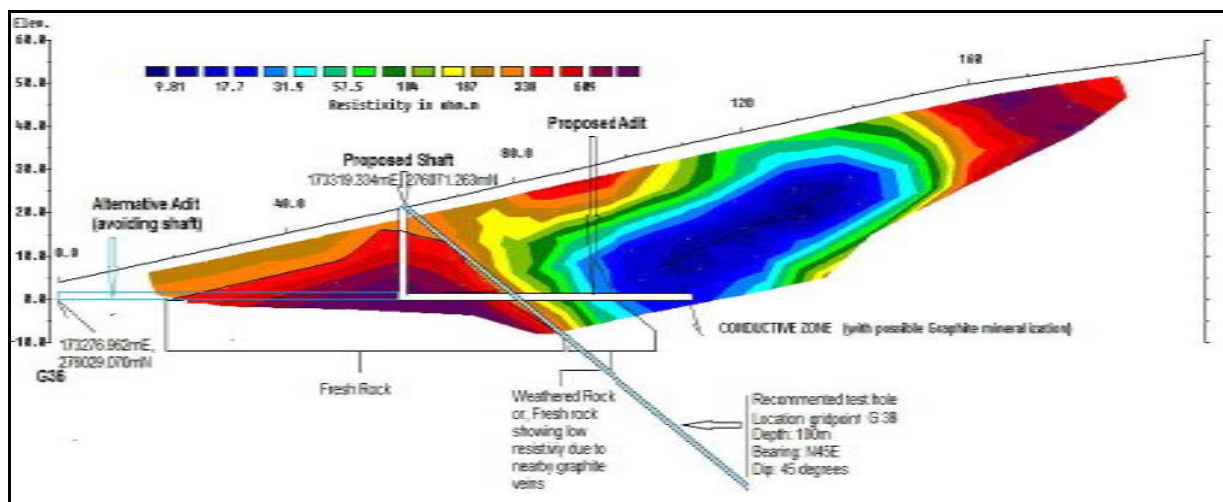 Elev.
60.0
50.0
40.0
30.0
20.0
10.0
0.0
10.0
9.81 17.7 31.9 57.5 104 187 338 609
Resistivity in ohm.m
160
120
80.0
40.0
0.0
Proposed Adit
Proposed Shaft
173319.334mE, 276071.263mN
Alternative Adit
(avoiding shaft)
CONDUCTIVE ZONE (with possible Graphite mineralization)
173276.962mE,
276029.070mN
G36
Fresh Rock
Weathered Rock
or, Fresh rock
showing low
resistivity due to
nearby graphite
veins
Recommented test hole
Location gridpoint G 38
Depth: 100m
Bearing: N45E
Dip: 45 degrees